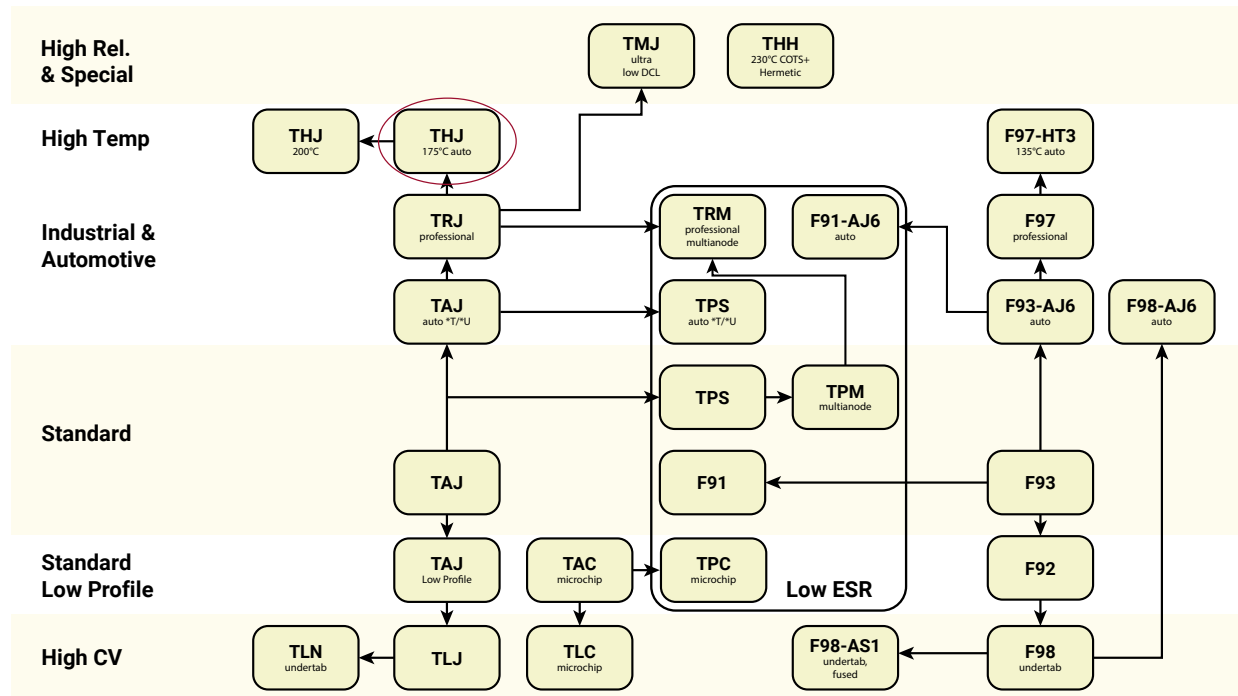 High Rel.
& Special
TMJ
ultra
low DCL
THH
230°C COTS+
Hermetic
High Temp
THJ
200°C
THJ
175°C auto
F97-HT3
135°C auto
Industrial &
Automotive
TRJ
professional
TRM
professional
multianode
F91-AJ6
auto
F97
professional
TAJ
auto *T/*U
TPS
auto *T/*U
F93-AJ6
auto
F98-AJ6
auto
Standard
TPS
TPM
multianode
TAJ
F91
F93
Standard
Low Profile
TAJ
Low Profile
TAC
microchip
TPC
microchip
Low ESR
F92
High CV
TLN
undertab
TLJ
TLC
microchip
F98-AS1
undertab,
fused
F98
undertab